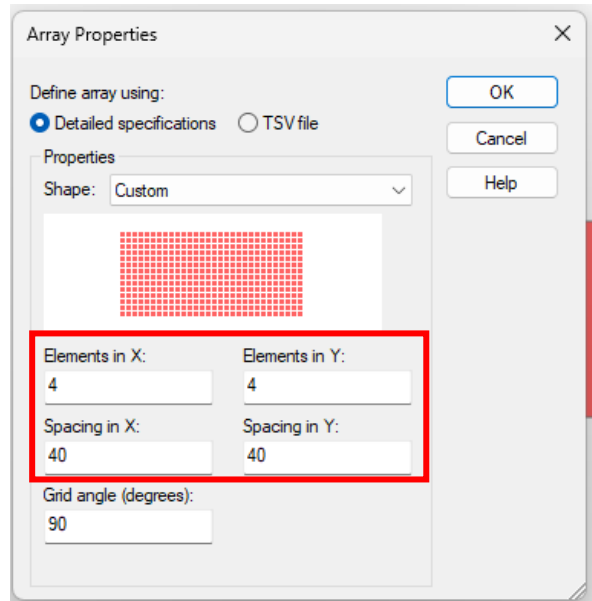 Array Properties
Define array using:
OK
Detailed specifications TSV file
Cancel
Properties
Shape: Custom
Help
Elements in X: Elements in Y:
4 4
Spacing in X: Spacing in Y:
40 40
Grid angle (degrees):
90